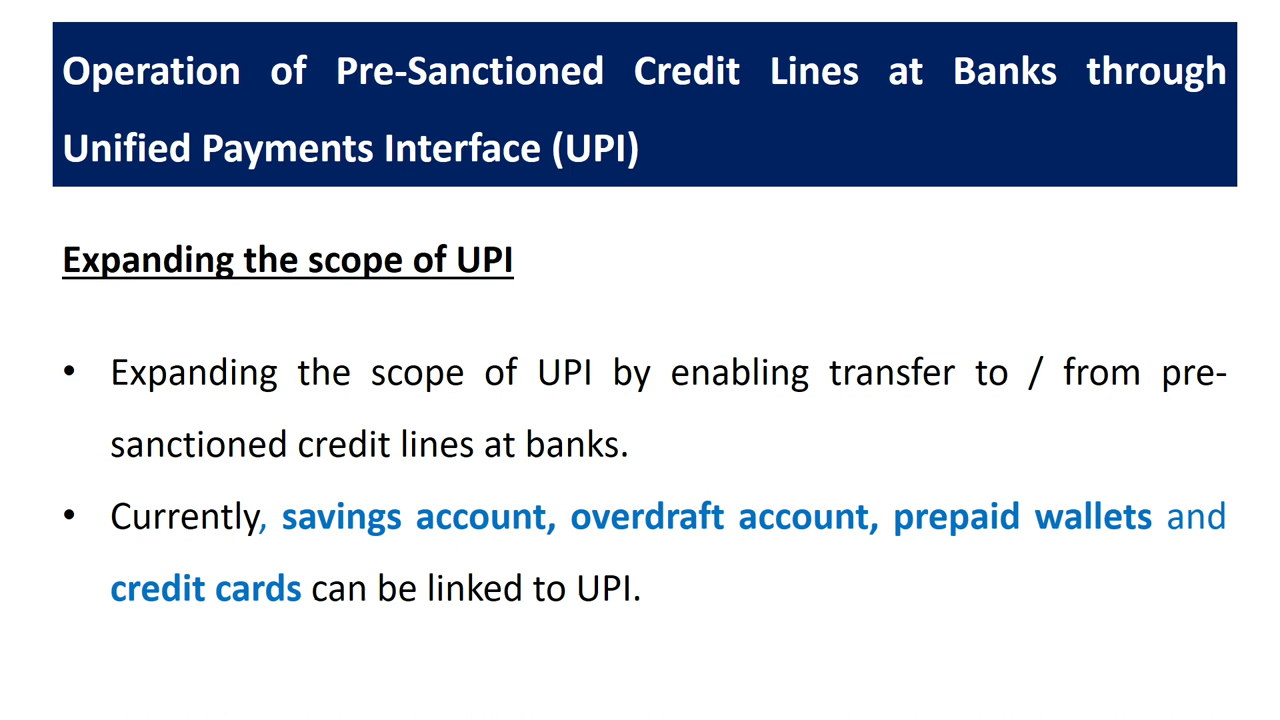 Operation of Pre-Sanctioned Credit Lines at Banks through
Unified Payments Interface (UPI)
Expanding the scope of UPI
• Expanding the scope of UPI by enabling transfer to / from pre-
sanctioned credit lines at banks.
• Currently, savings account, overdraft account, prepaid wallets and
credit cards can be linked to UPI.